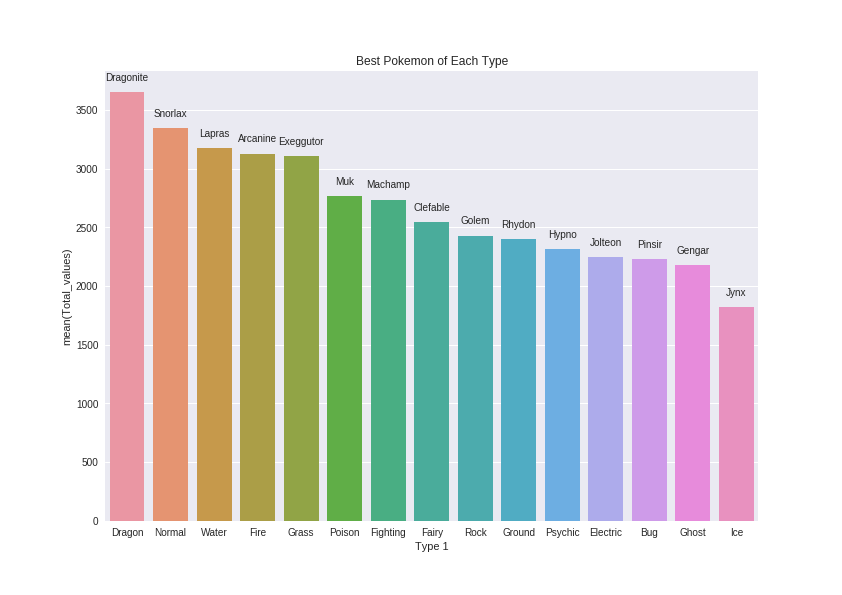 Best Pokemon of Each Type
Dragonite
Snorlax
Lapras
Arcanine
Exeggutor
Muk
Machamp
Clefable
Golem
Rhydon
Hypno
Jolteon
Pinsir
Gengar
Jynx
mean(Total_values)
3500
3000
2500
2000
1500
1000
500
0
Dragon Normal Water Fire Grass Poison Fighting Fairy Rock Ground Psychic Electric Bug Ghost Ice
Type 1